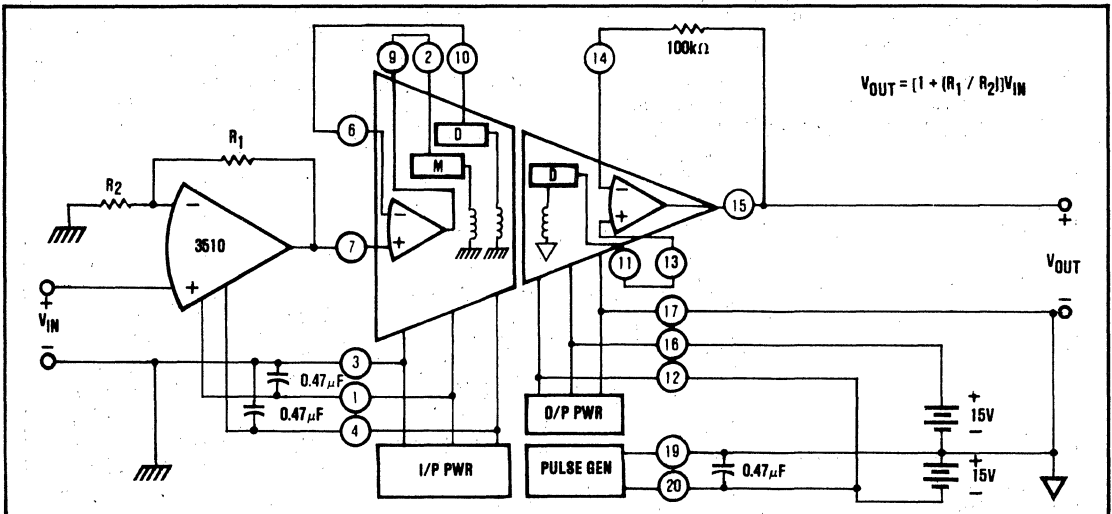 9 2 10
14
100kΩ
V_OUT = [1 + (R_1 / R_2)]V_IN
6
D
M
R_1
R_2
−
3510
+
7
−
+
D
−
+
15
+
11
13
V_OUT
−
+
V_IN
−
17
16
12
3
0.47μF
1
0.47μF
4
+
15V
−
I/P PWR
O/P PWR
PULSE GEN
19
0.47μF
20
+
15V
−